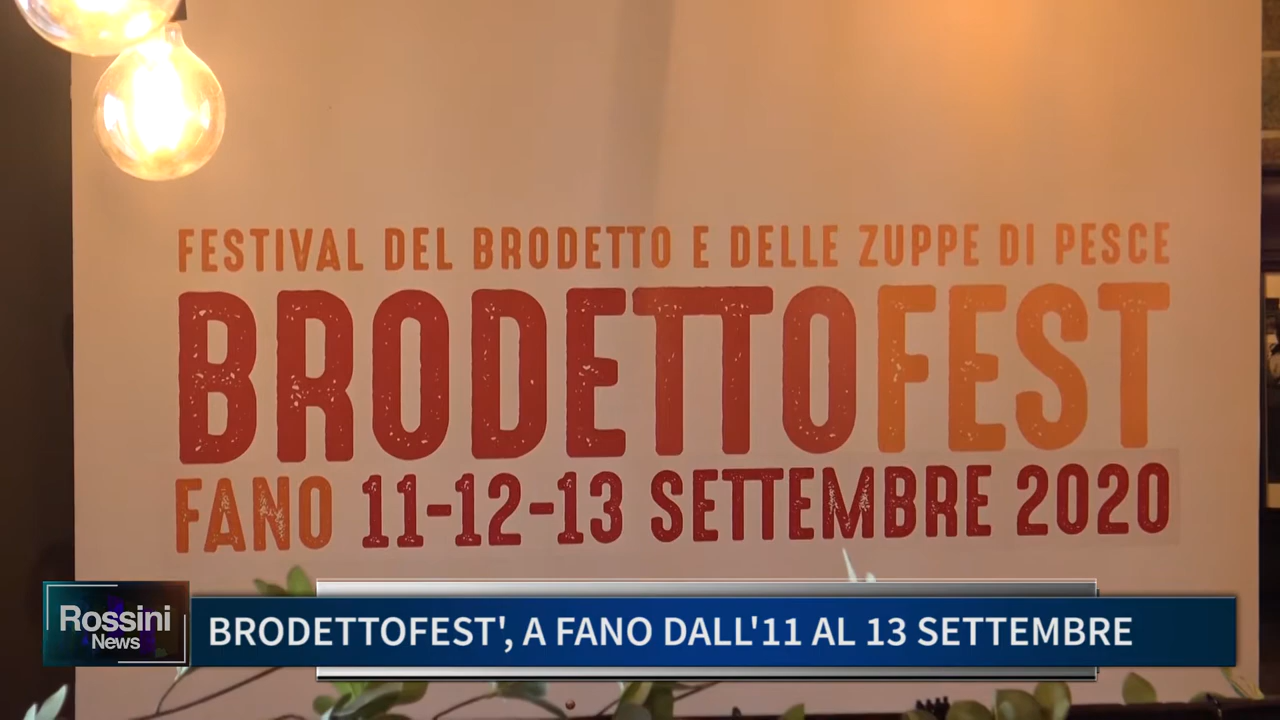 FESTIVAL DEL BRODETTO E DELLE ZUPPE DI PESCE
BRODETTOFEST
FANO 11-12-13 SETTEMBRE 2020
Rossini
News
BRODETTOFEST', A FANO DALL'11 AL 13 SETTEMBRE